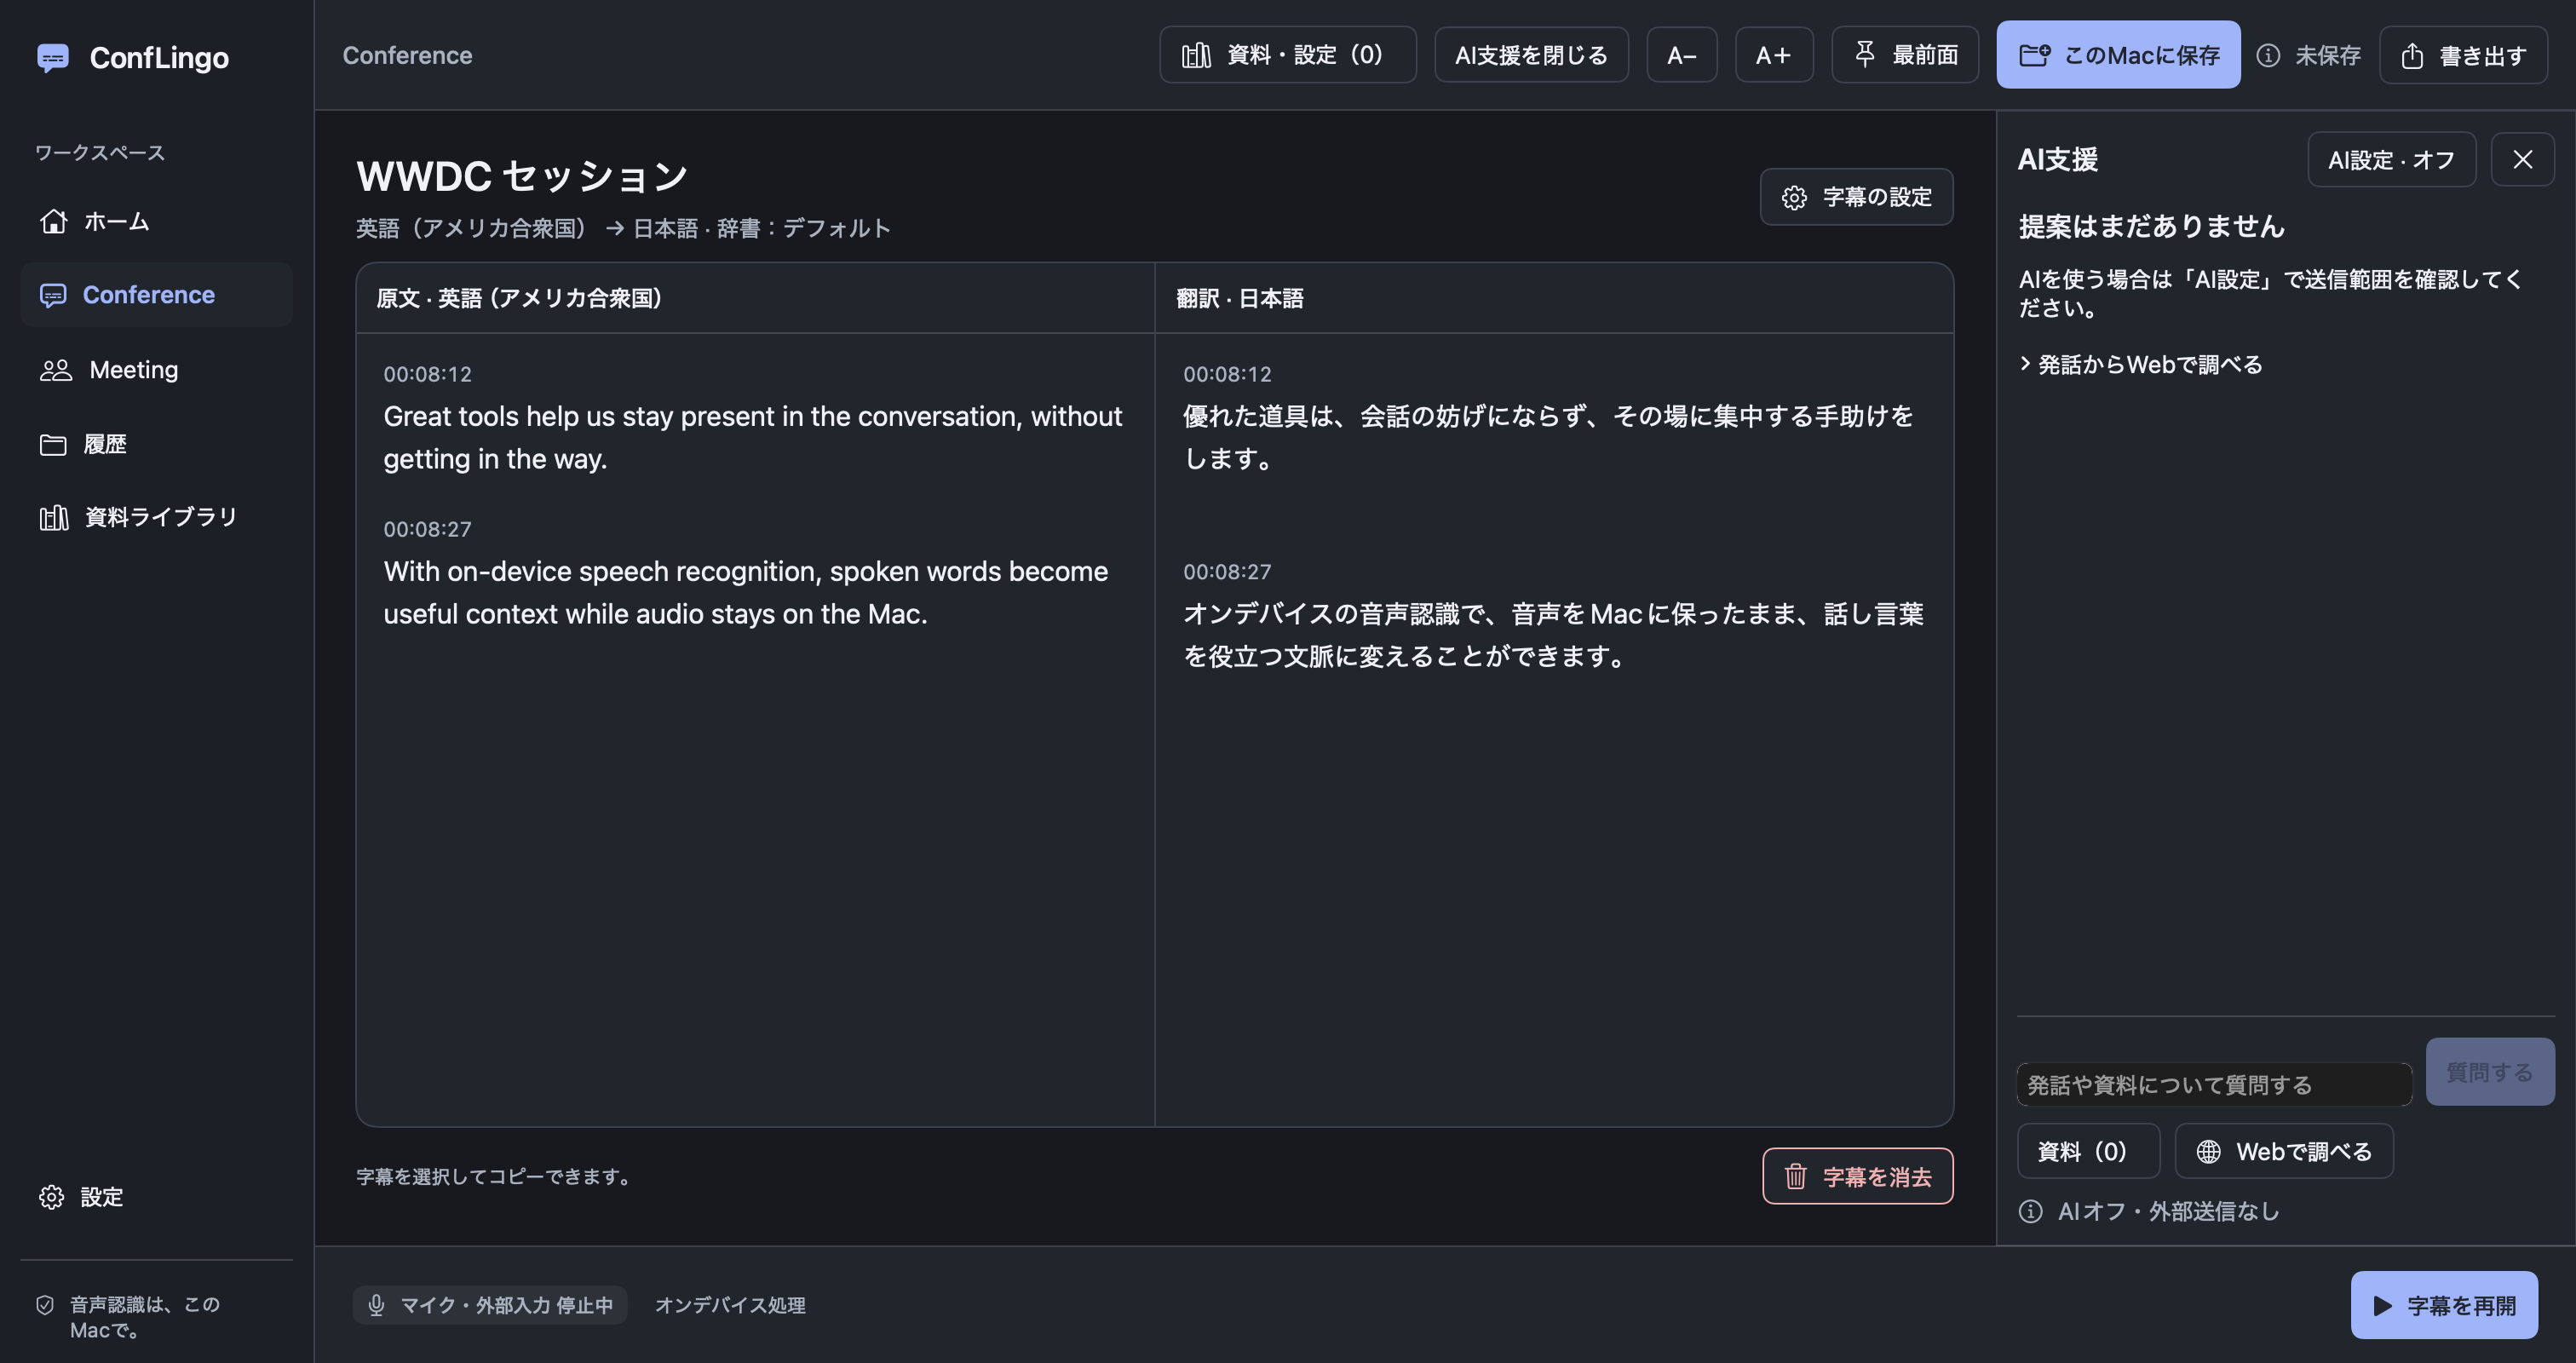 ConfLingo
ワークスペース
ホーム
Conference
Meeting
履歴
資料ライブラリ
設定
音声認識は、この
Macで。
Conference
資料・設定（0）
AI支援を閉じる
A−
A+
最前面
このMacに保存
未保存
書き出す
WWDC セッション
英語（アメリカ合衆国） → 日本語 · 辞書：デフォルト
字幕の設定
原文 · 英語 (アメリカ合衆国)
00:08:12
Great tools help us stay present in the conversation, without
getting in the way.
00:08:27
With on-device speech recognition, spoken words become
useful context while audio stays on the Mac.
翻訳 · 日本語
00:08:12
優れた道具は、会話の妨げにならず、その場に集中する手助けを
します。
00:08:27
オンデバイスの音声認識で、音声をMacに保ったまま、話し言葉
を役立つ文脈に変えることができます。
字幕を選択してコピーできます。
字幕を消去
AI支援
AI設定 · オフ
提案はまだありません
AIを使う場合は「AI設定」で送信範囲を確認してく
ださい。
発話からWebで調べる
発話や資料について質問する
質問する
資料（0）
Webで調べる
AIオフ・外部送信なし
マイク・外部入力 停止中
オンデバイス処理
字幕を再開